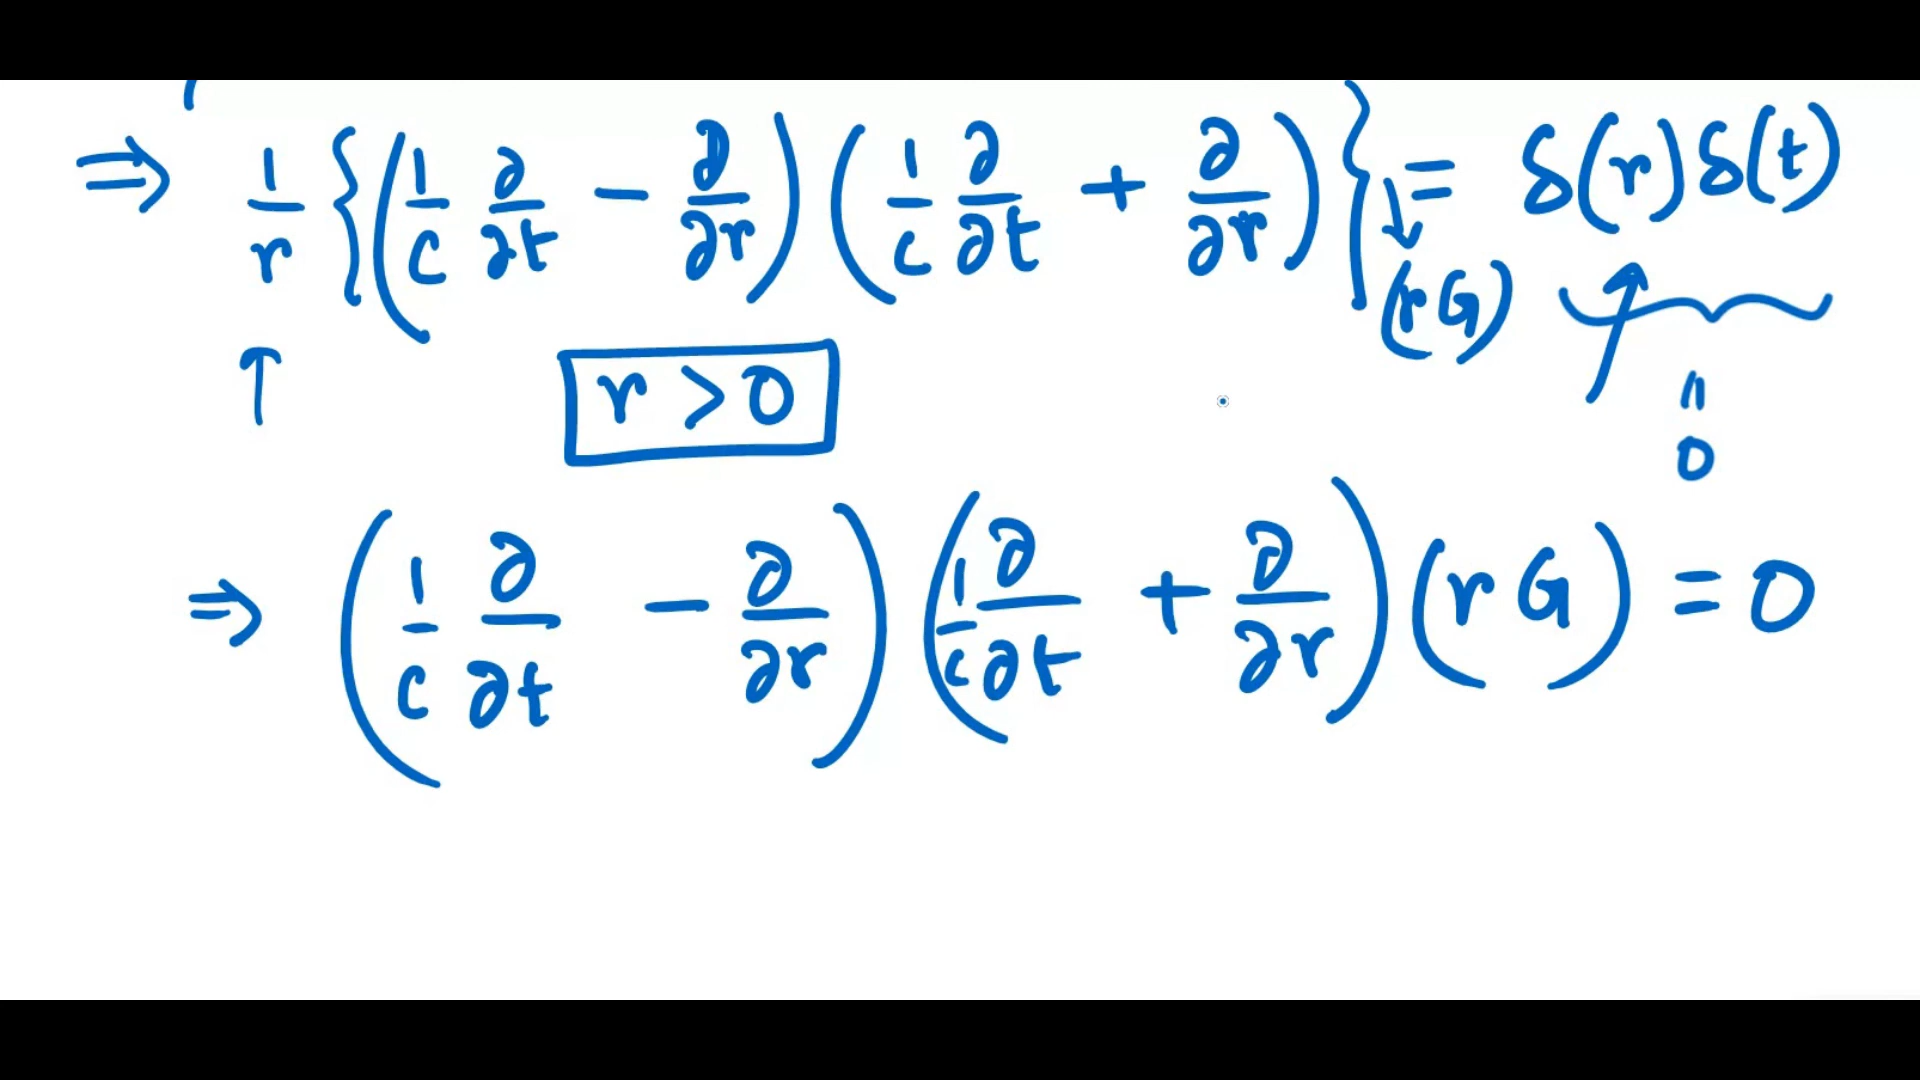 ⇒ 1/r {(1/c ∂/∂t − ∂/∂r)(1/c ∂/∂t + ∂/∂r)} = δ(r)δ(t)
(rG)
r > 0
"
0
⇒ (1/c ∂/∂t − ∂/∂r)(1/c ∂/∂t + ∂/∂r)(rG) = 0